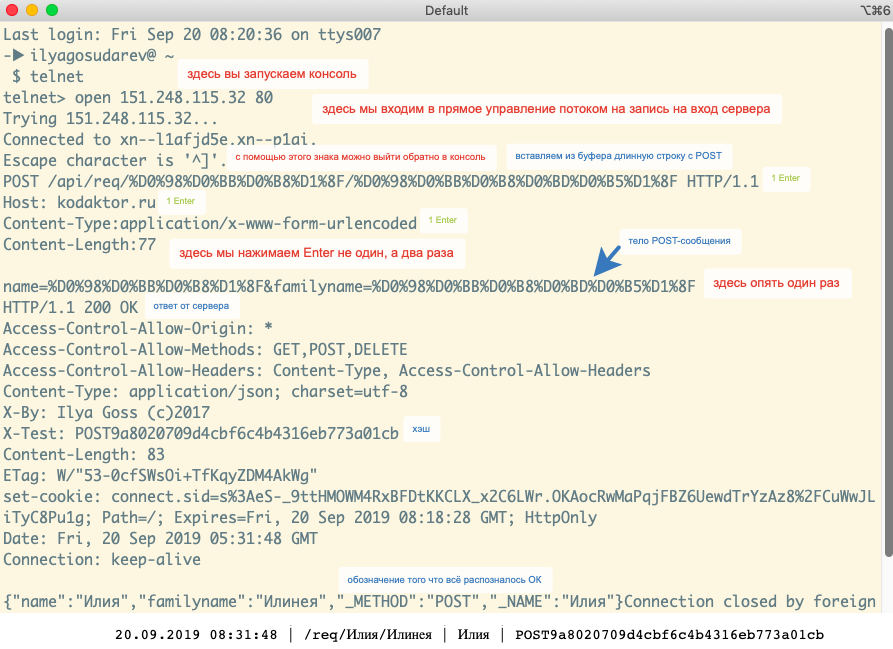 Default
⌥⌘6
Last login: Fri Sep 20 08:20:36 on ttys007
-▶ ilyagosudarev@ ~
$ telnet
здесь вы запускаем консоль
telnet> open 151.248.115.32 80
здесь мы входим в прямое управление потоком на запись на вход сервера
Trying 151.248.115.32...
Connected to xn--l1afjd5e.xn--p1ai.
Escape character is '^]'.
с помощью этого знака можно выйти обратно в консоль
вставляем из буфера длинную строку с POST
POST /api/req/%D0%98%D0%BB%D0%B8%D1%8F/%D0%98%D0%BB%D0%B8%D0%BD%D0%B5%D1%8F HTTP/1.1
1 Enter
Host: kodaktor.ru
1 Enter
Content-Type:application/x-www-form-urlencoded
1 Enter
Content-Length:77
здесь мы нажимаем Enter не один, а два раза
тело POST-сообщения
name=%D0%98%D0%BB%D0%B8%D1%8F&familyname=%D0%98%D0%BB%D0%B8%D0%BD%D0%B5%D1%8F
здесь опять один раз
HTTP/1.1 200 OK
ответ от сервера
Access-Control-Allow-Origin: *
Access-Control-Allow-Methods: GET,POST,DELETE
Access-Control-Allow-Headers: Content-Type, Access-Control-Allow-Headers
Content-Type: application/json; charset=utf-8
X-By: Ilya Goss (c)2017
X-Test: POST9a8020709d4cbf6c4b4316eb773a01cb
хэш
Content-Length: 83
ETag: W/"53-0cfSWsOi+TfKqyZDM4AkWg"
set-cookie: connect.sid=s%3AeS-_9ttHMOWM4RxBFDtKKCLX_x2C6LWr.OKAocRwMaPqjFBZ6UewdTrYzAz8%2FCuWwJL
iTyC8Pu1g; Path=/; Expires=Fri, 20 Sep 2019 08:18:28 GMT; HttpOnly
Date: Fri, 20 Sep 2019 05:31:48 GMT
Connection: keep-alive
обозначение того что всё распозналось ОК
{"name":"Илия","familyname":"Илинея","_METHOD":"POST","_NAME":"Илия"}Connection closed by foreign
20.09.2019 08:31:48 | /req/Илия/Илинея | Илия | POST9a8020709d4cbf6c4b4316eb773a01cb